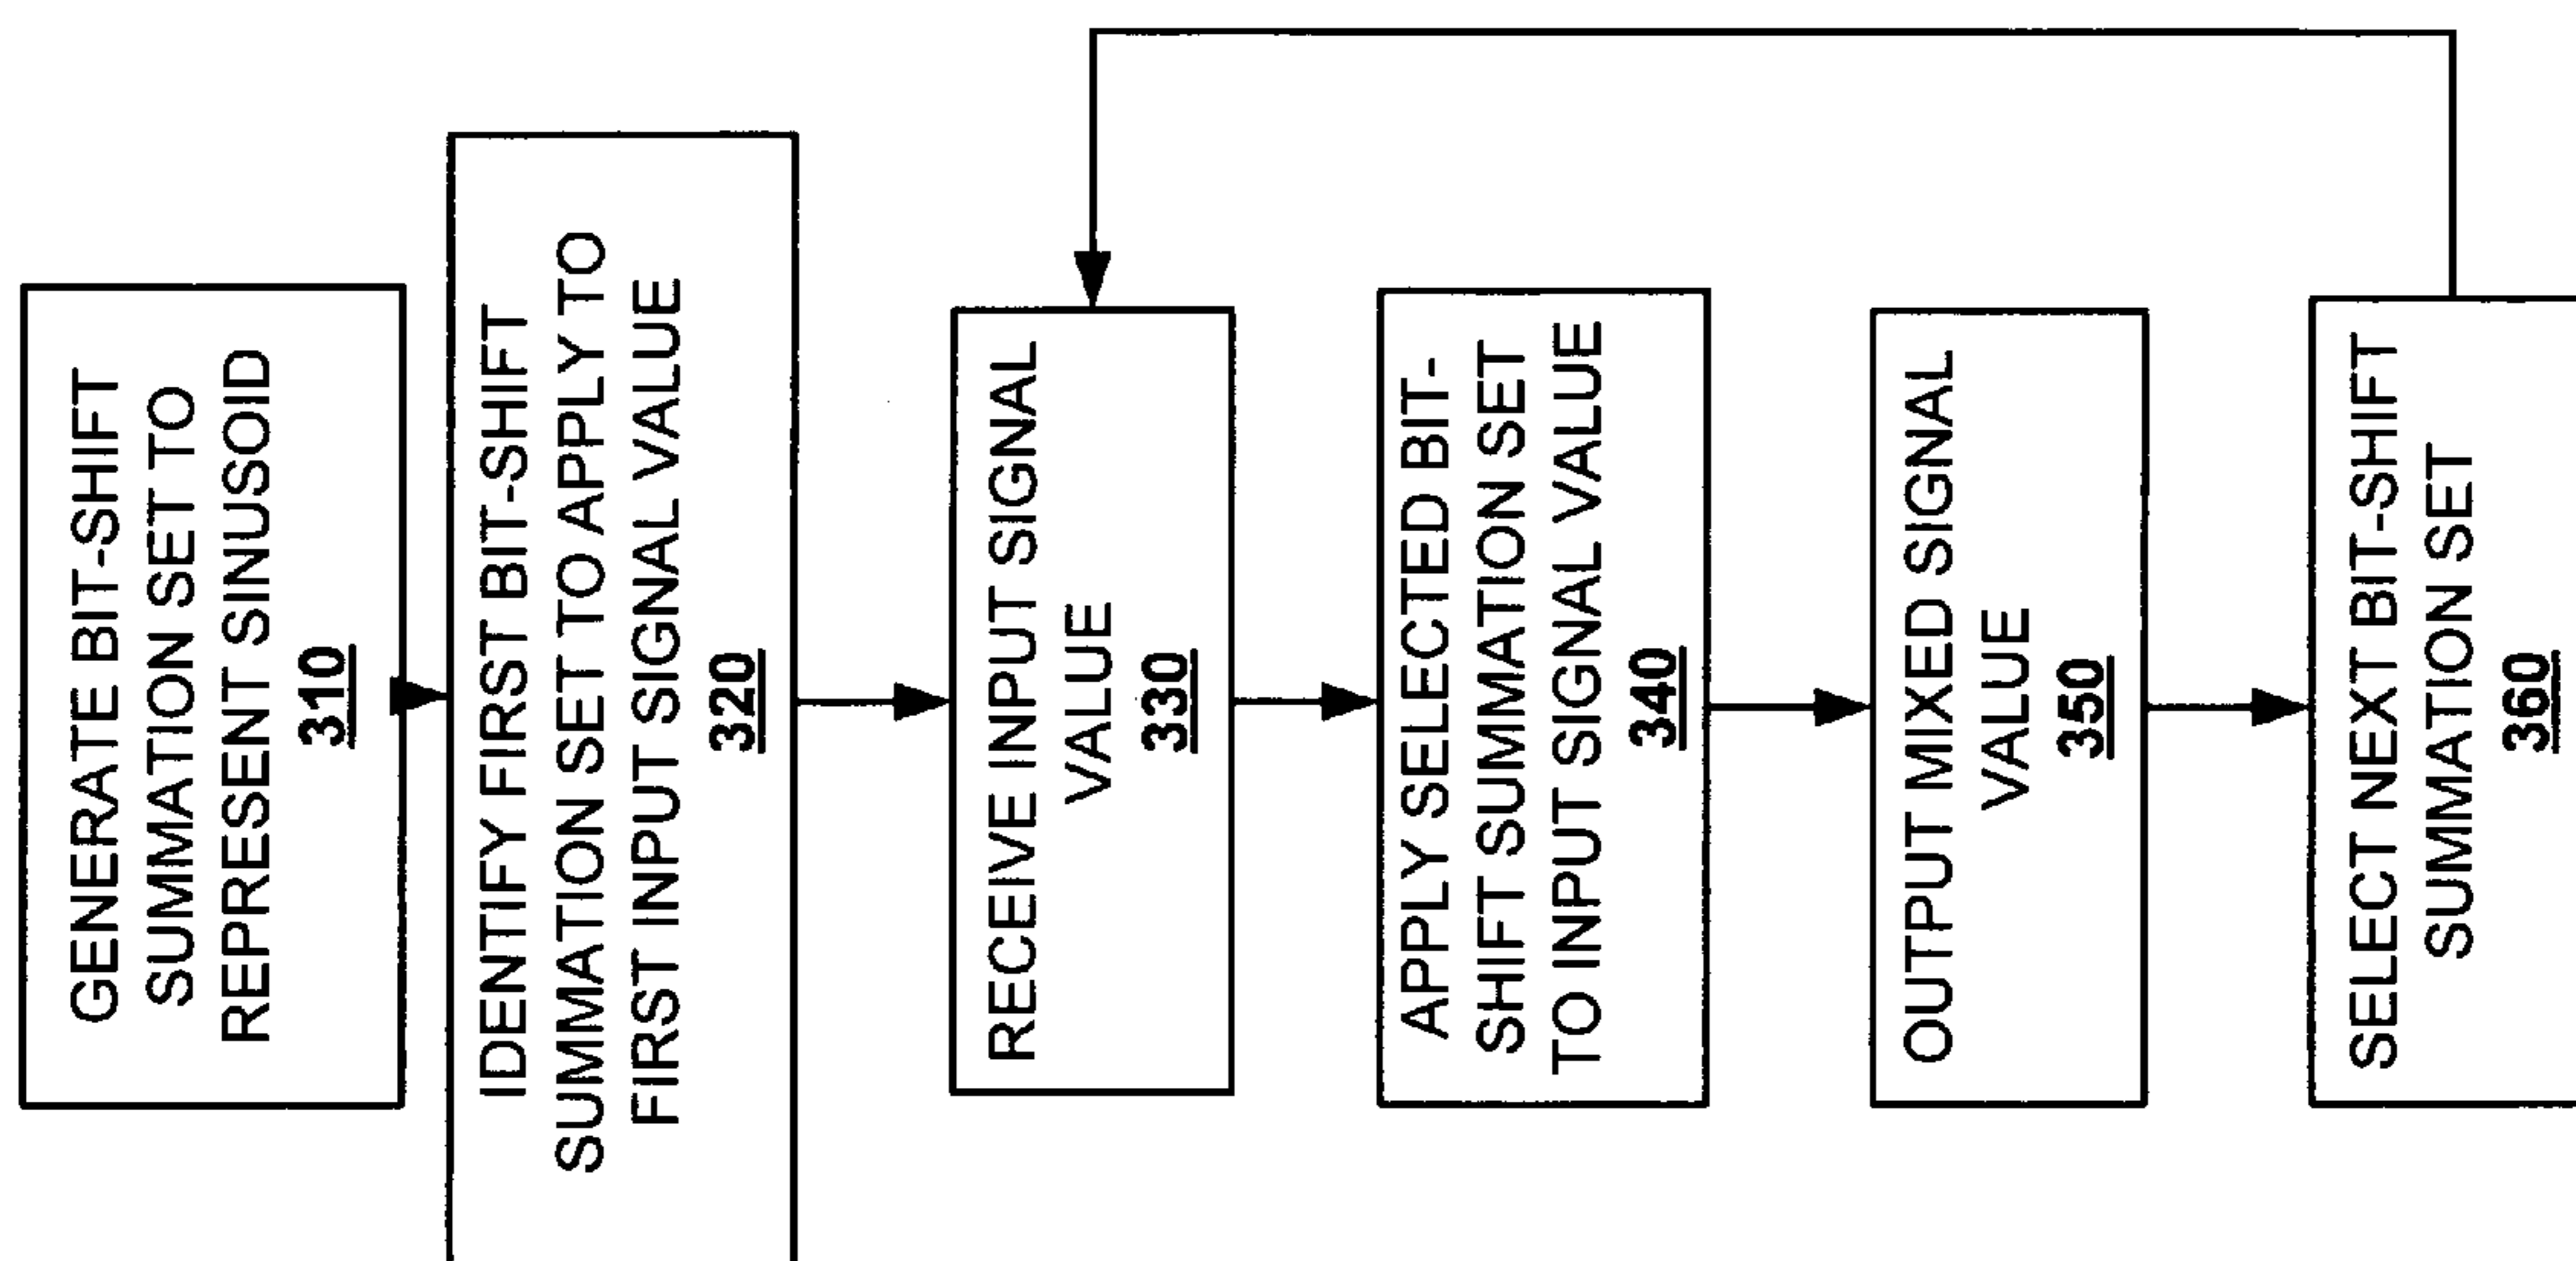 GENERATE BIT-SHIFT
SUMMATION SET TO
REPRESENT SINUSOID
310
IDENTIFY FIRST BIT-SHIFT
SUMMATION SET TO APPLY TO
FIRST INPUT SIGNAL VALUE
320
RECEIVE INPUT SIGNAL
VALUE
330
APPLY SELECTED BIT-
SHIFT SUMMATION SET
TO INPUT SIGNAL VALUE
340
OUTPUT MIXED SIGNAL
VALUE
350
SELECT NEXT BIT-SHIFT
SUMMATION SET
360